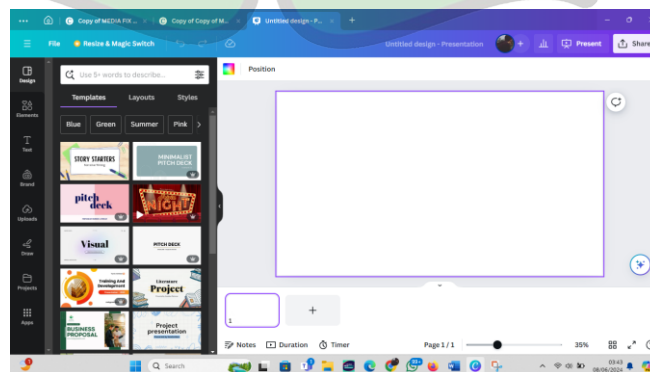 Copy of MEDIA FIX ...
Copy of Copy of M...
Untitled design - P...
File
Resize & Magic Switch
Untitled design - Presentation
Present
Share
Design
Elements
Text
Brand
Uploads
Draw
Projects
Apps
Use 5+ words to describe...
Templates
Layouts
Styles
Blue
Green
Summer
Pink
STORY STARTERS
MINIMALIST
PITCH DECK
pitch
deck
NIGHT
Visual
PITCH DECK
Training And
Development
Literature
Project
BUSINESS
PROPOSAL
Project
presentation
Position
1
Notes
Duration
Timer
Page 1 / 1
35%
Search
03:43
08/06/2024